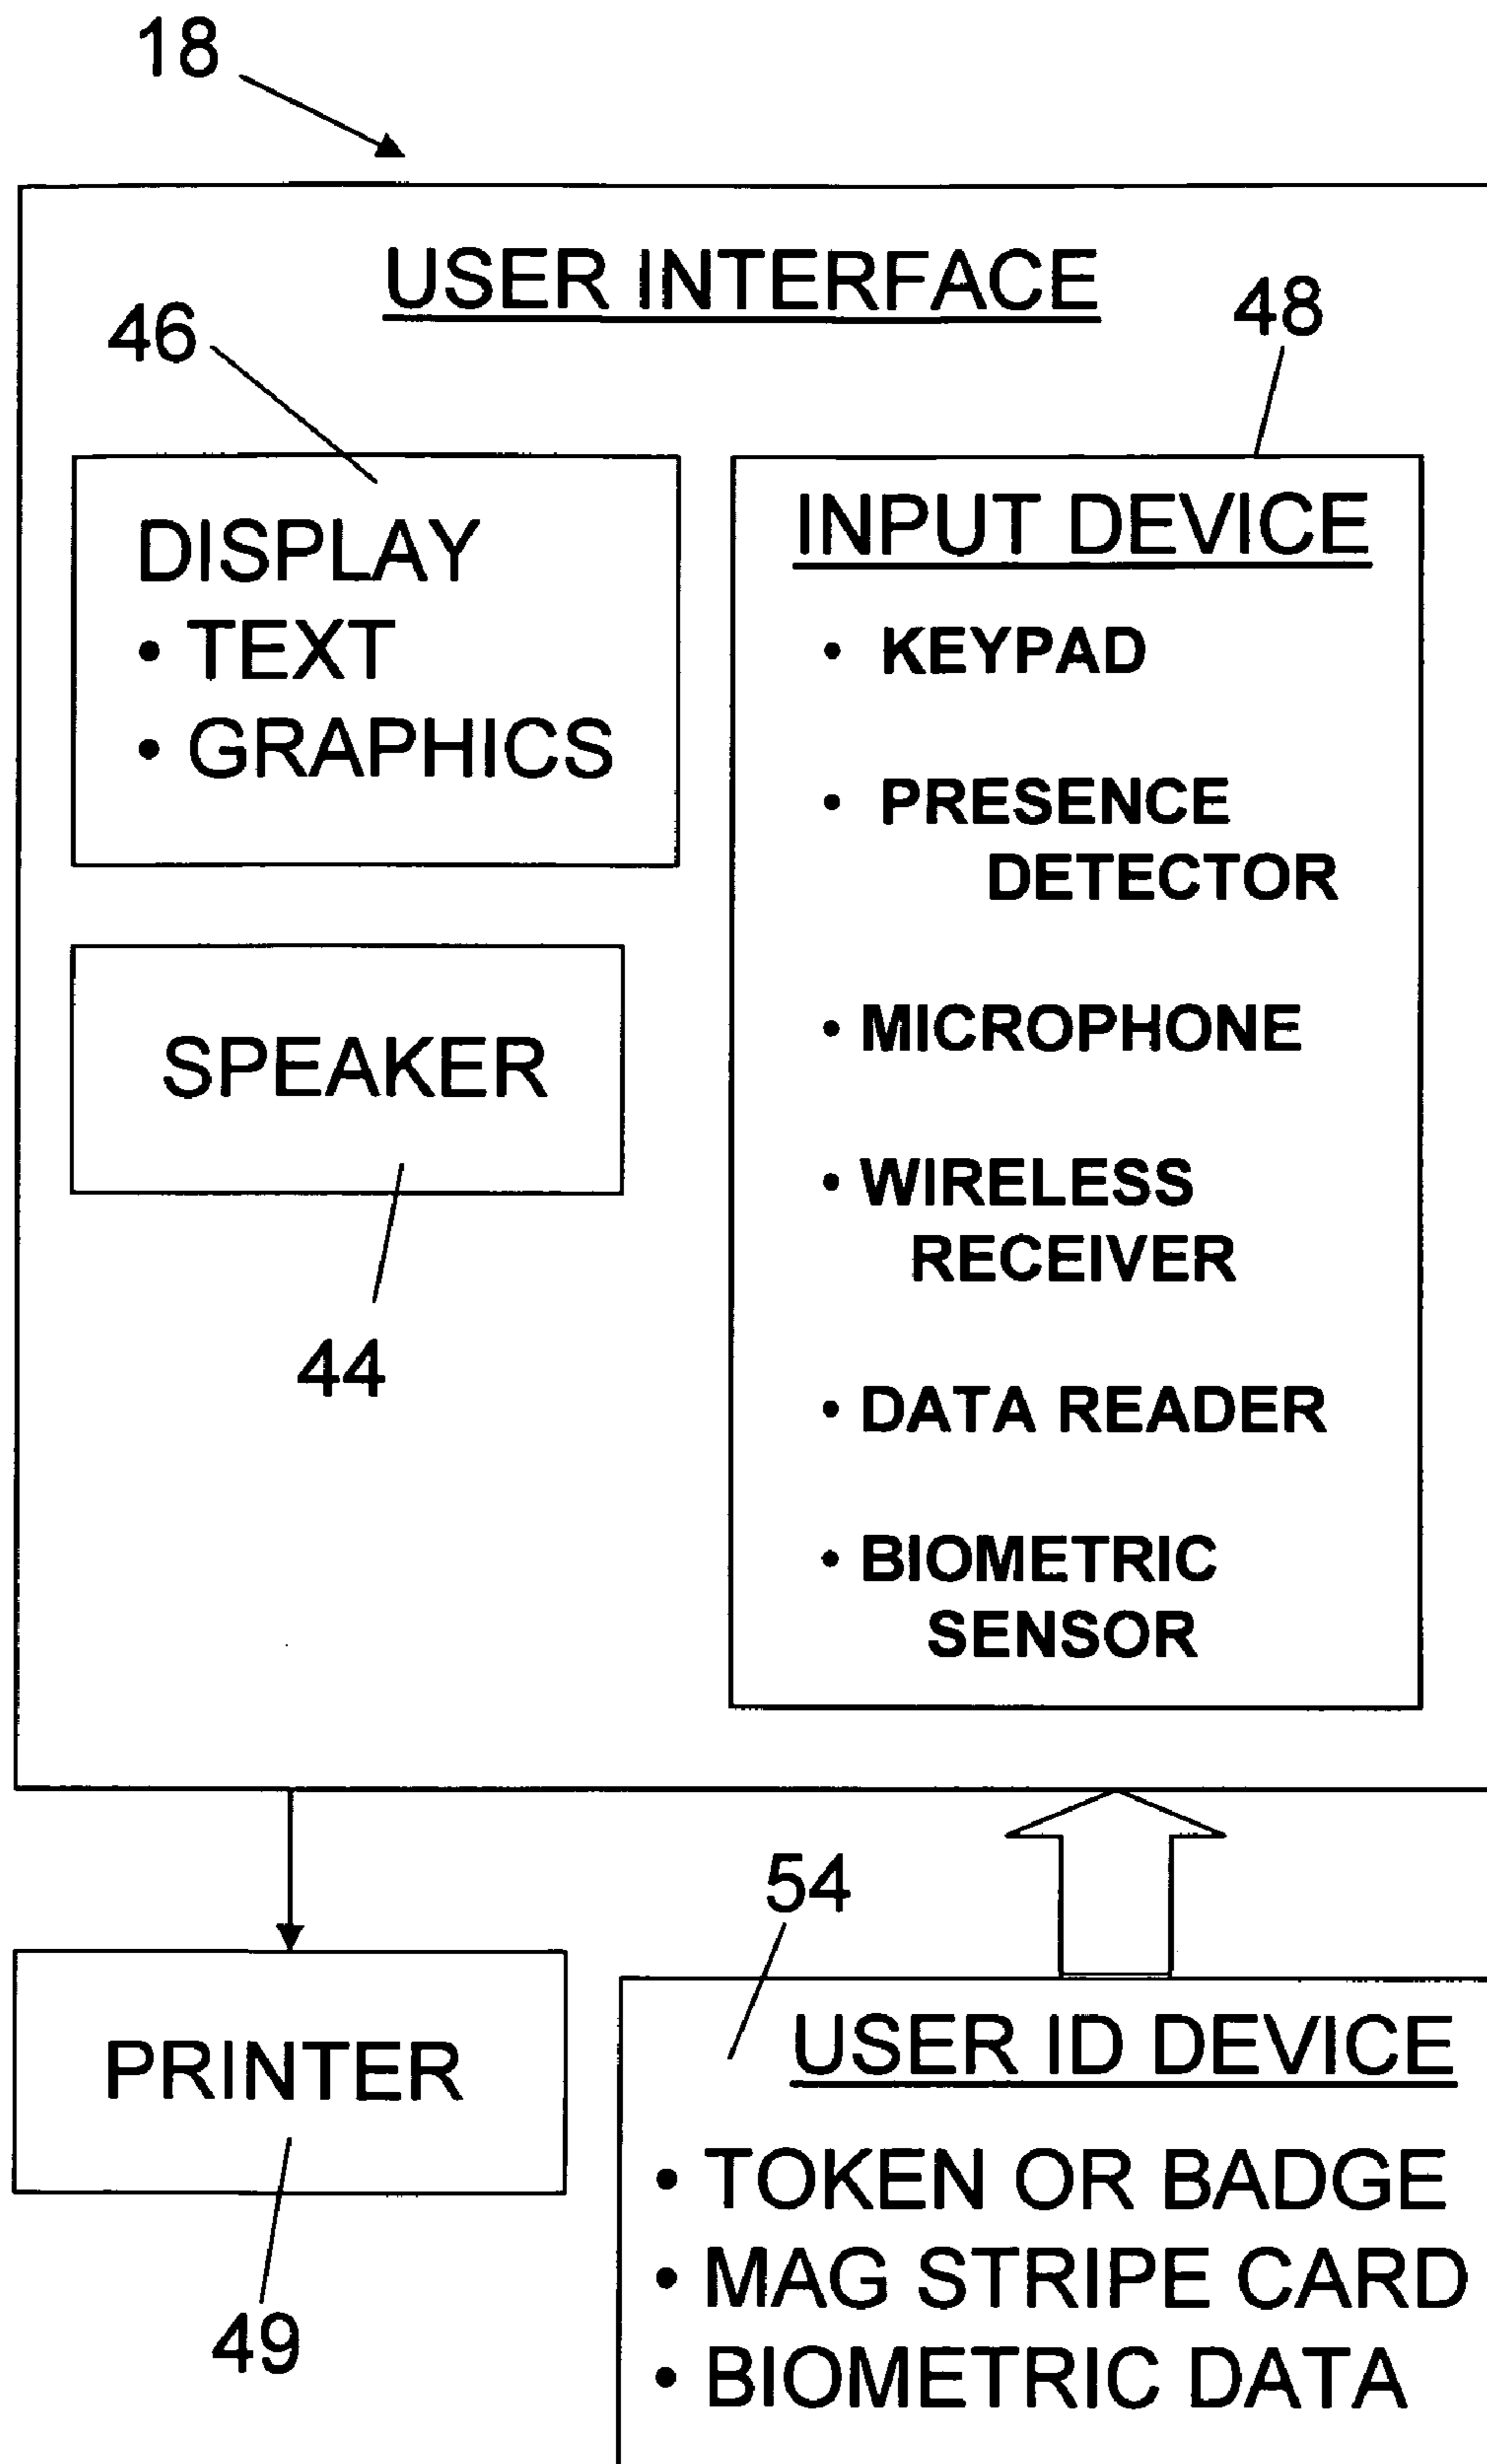 18
USER INTERFACE
46
48
DISPLAY
• TEXT
• GRAPHICS
SPEAKER
44
INPUT DEVICE
• KEYPAD
• PRESENCE
DETECTOR
• MICROPHONE
• WIRELESS
RECEIVER
• DATA READER
• BIOMETRIC
SENSOR
PRINTER
49
54
USER ID DEVICE
• TOKEN OR BADGE
• MAG STRIPE CARD
• BIOMETRIC DATA